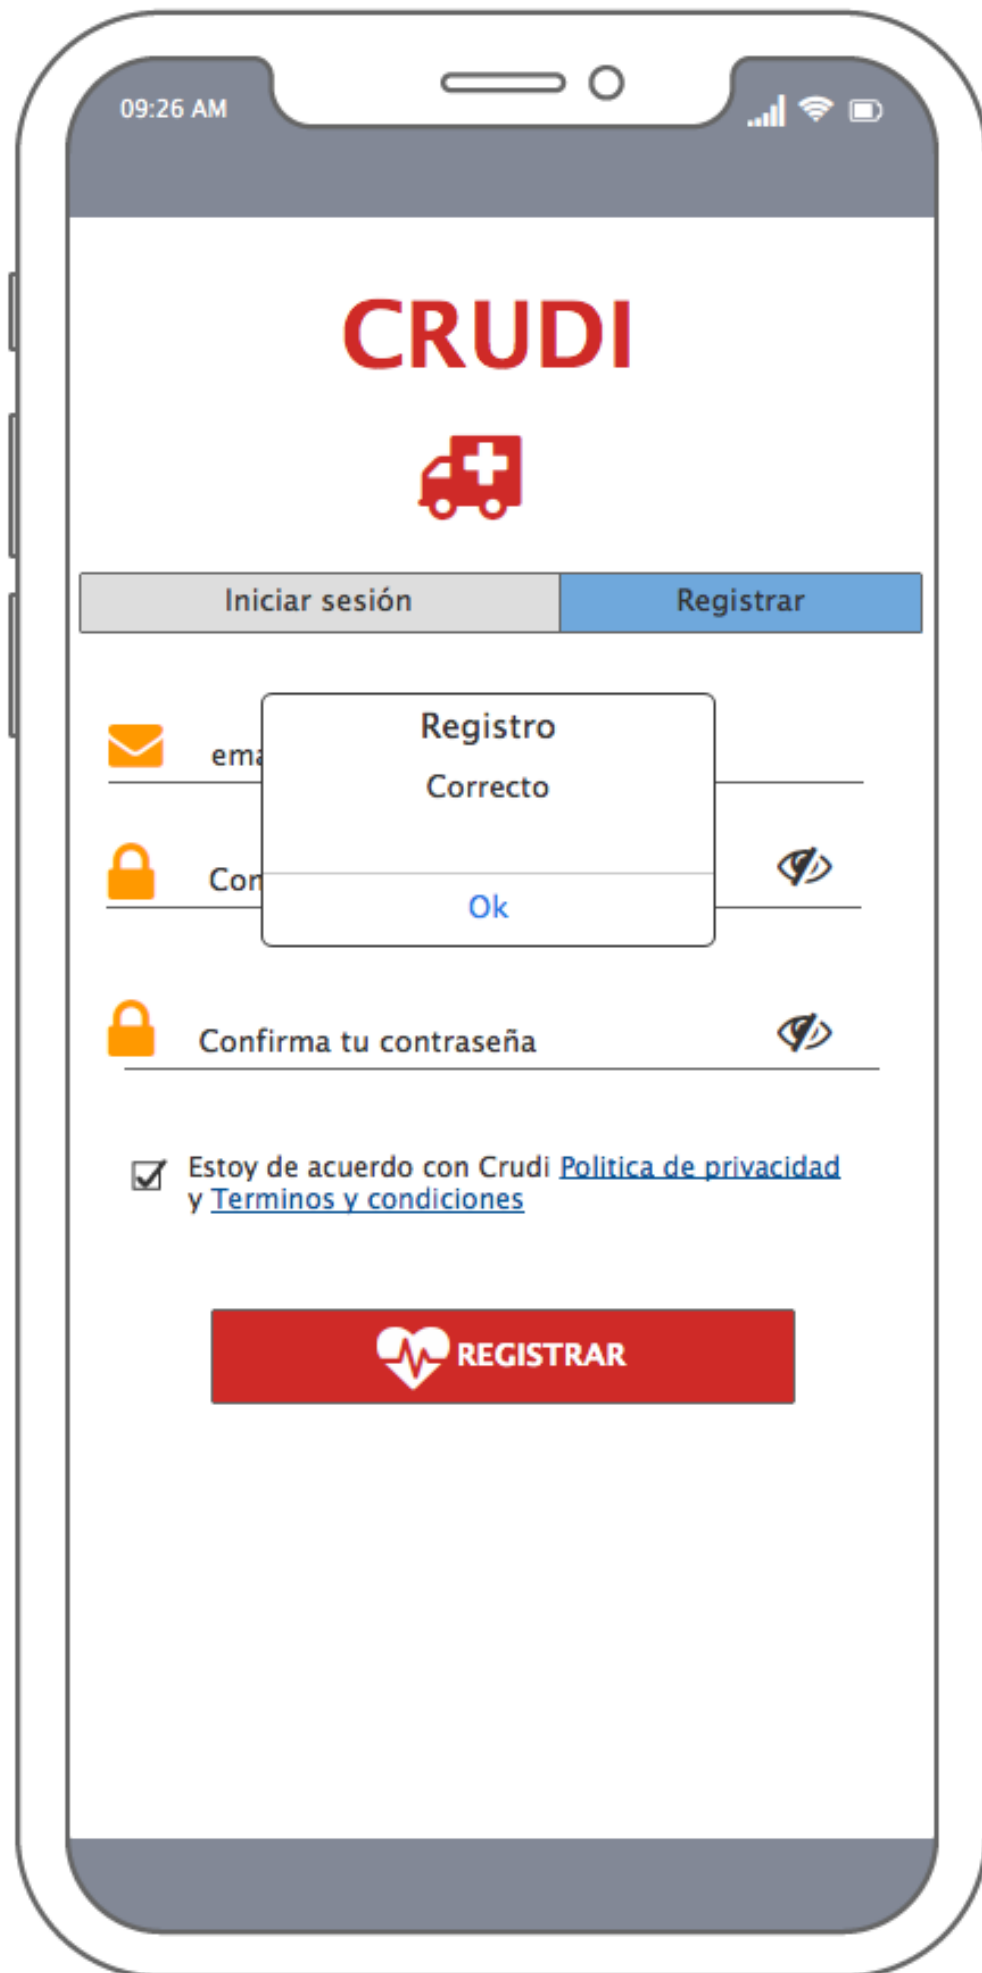 09:26 AM
CRUDI
Iniciar sesión
Registrar
Registro
Correcto
Ok
Confirma tu contraseña
Estoy de acuerdo con Crudi Politica de privacidad
y Terminos y condiciones
REGISTRAR